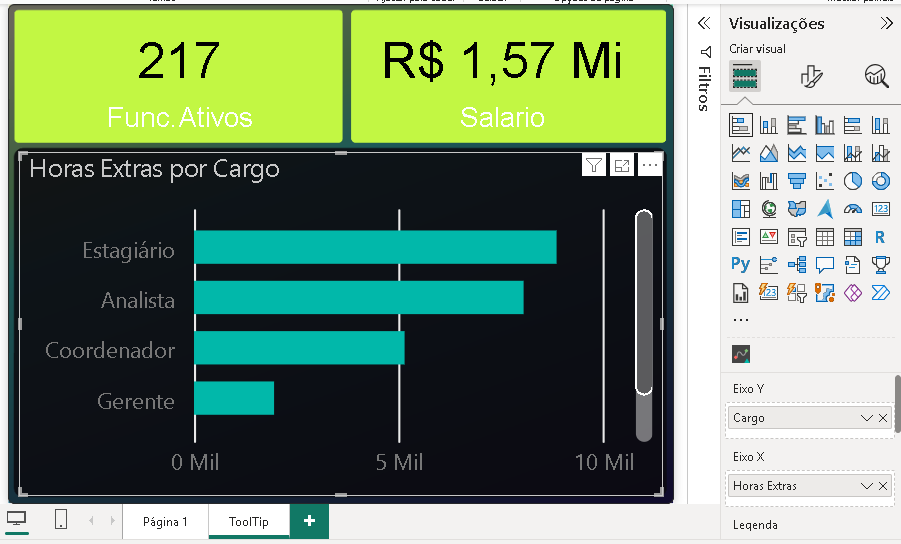 217
Func.Ativos
R$ 1,57 Mi
Salario
Horas Extras por Cargo
Estagiário
Analista
Coordenador
Gerente
0 Mil
5 Mil
10 Mil
Página 1
ToolTip
+
Filtros
Visualizações
Criar visual
123
R
Py
123
...
Eixo Y
Cargo
Eixo X
Horas Extras
Legenda